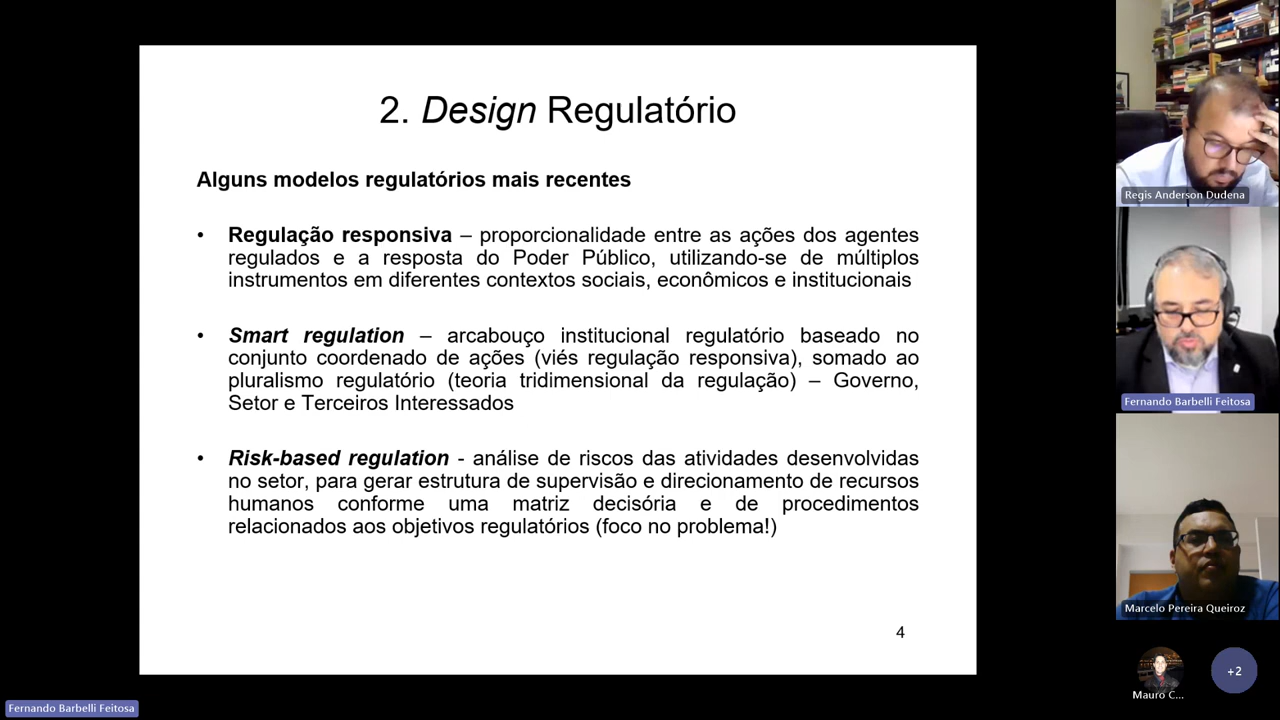 2. Design Regulatório
Alguns modelos regulatórios mais recentes
• Regulação responsiva – proporcionalidade entre as ações dos agentes
regulados e a resposta do Poder Público, utilizando-se de múltiplos
instrumentos em diferentes contextos sociais, econômicos e institucionais
• Smart regulation – arcabouço institucional regulatório baseado no
conjunto coordenado de ações (viés regulação responsiva), somado ao
pluralismo regulatório (teoria tridimensional da regulação) – Governo,
Setor e Terceiros Interessados
• Risk-based regulation - análise de riscos das atividades desenvolvidas
no setor, para gerar estrutura de supervisão e direcionamento de recursos
humanos conforme uma matriz decisória e de procedimentos
relacionados aos objetivos regulatórios (foco no problema!)
4
Regis Anderson Dudena
Fernando Barbelli Feitosa
Marcelo Pereira Queiroz
Mauro C...
+2
Fernando Barbelli Feitosa